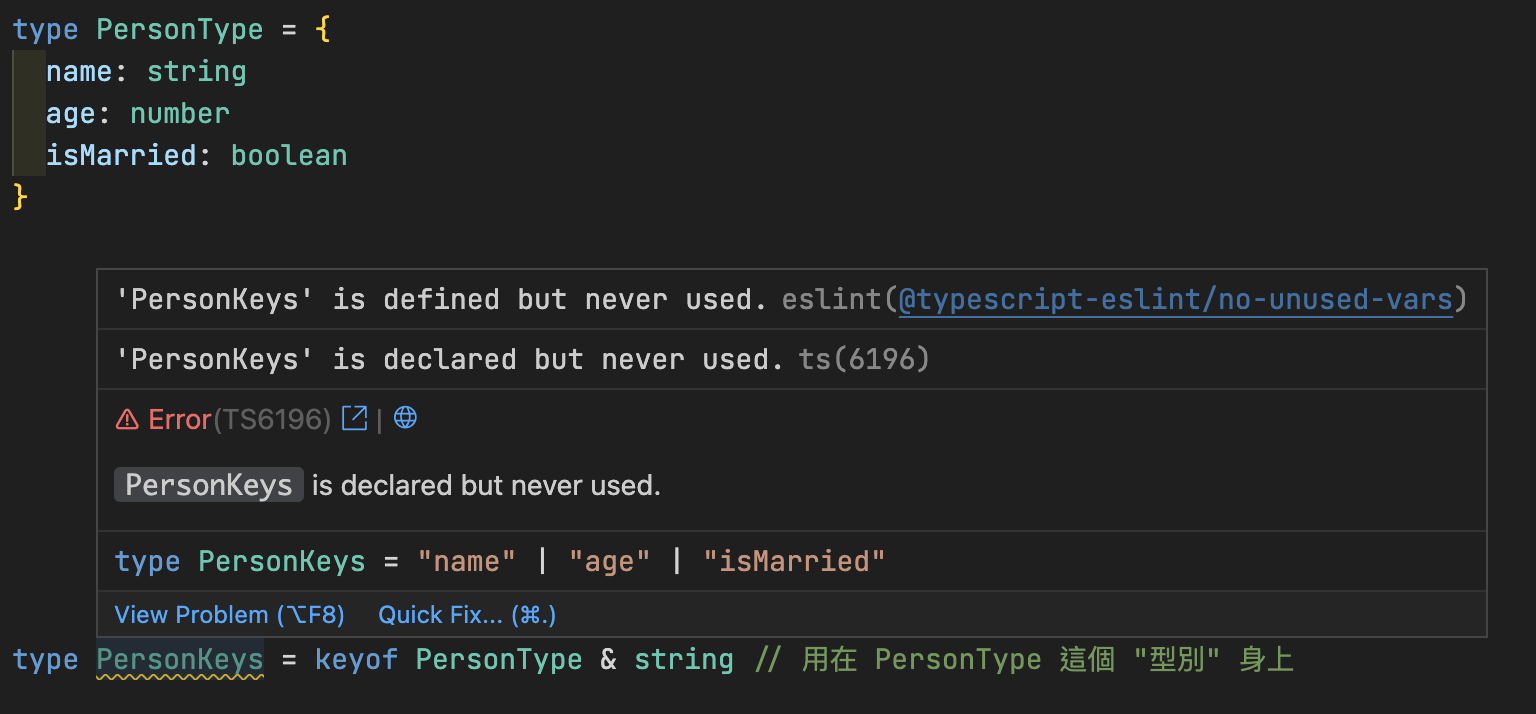 type PersonType = {
  name: string
  age: number
  isMarried: boolean
}
'PersonKeys' is defined but never used. eslint(@typescript-eslint/no-unused-vars)
'PersonKeys' is declared but never used. ts(6196)
Error(TS6196) |
PersonKeys is declared but never used.
type PersonKeys = "name" | "age" | "isMarried"
View Problem (⌥F8) Quick Fix... (⌘.)
type PersonKeys = keyof PersonType & string // 用在 PersonType 這個 "型別" 身上